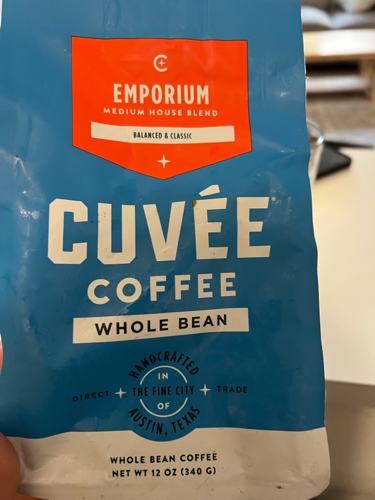 EMPORIUM
MEDIUM HOUSE BLEND
BALANCED & CLASSIC
CUVÉE
COFFEE
WHOLE BEAN
HANDCRAFTED
IN
DIRECT THE FINE CITY TRADE
OF
AUSTIN, TEXAS
WHOLE BEAN COFFEE
NET WT 12 OZ (340 G)